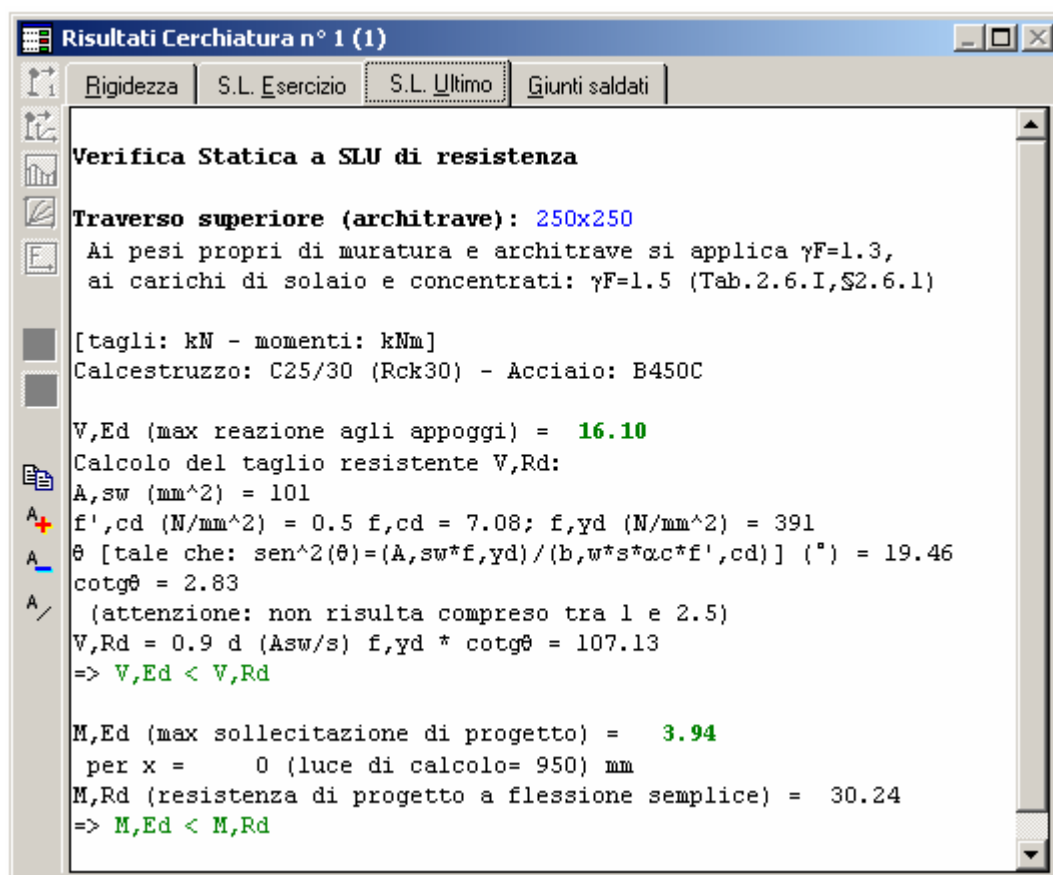 Risultati Cerchiatura n° 1 (1)
Rigidezza S.L. Esercizio S.L. Ultimo Giunti saldati
Verifica Statica a SLU di resistenza
Traverso superiore (architrave): 250x250
Ai pesi propri di muratura e architrave si applica γF=1.3,
ai carichi di solaio e concentrati: γF=1.5 (Tab.2.6.I,§2.6.1)
[tagli: kN - momenti: kNm]
Calcestruzzo: C25/30 (Rck30) - Acciaio: B450C
V,Ed (max reazione agli appoggi) = 16.10
Calcolo del taglio resistente V,Rd:
A,sw (mm^2) = 101
f',cd (N/mm^2) = 0.5 f,cd = 7.08; f,yd (N/mm^2) = 391
θ [tale che: sen^2(θ)=(A,sw*f,yd)/(b,w*s*αc*f',cd)] (°) = 19.46
cotgθ = 2.83
(attenzione: non risulta compreso tra 1 e 2.5)
V,Rd = 0.9 d (Asw/s) f,yd * cotgθ = 107.13
=> V,Ed < V,Rd
M,Ed (max sollecitazione di progetto) = 3.94
per x = 0 (luce di calcolo= 950) mm
M,Rd (resistenza di progetto a flessione semplice) = 30.24
=> M,Ed < M,Rd